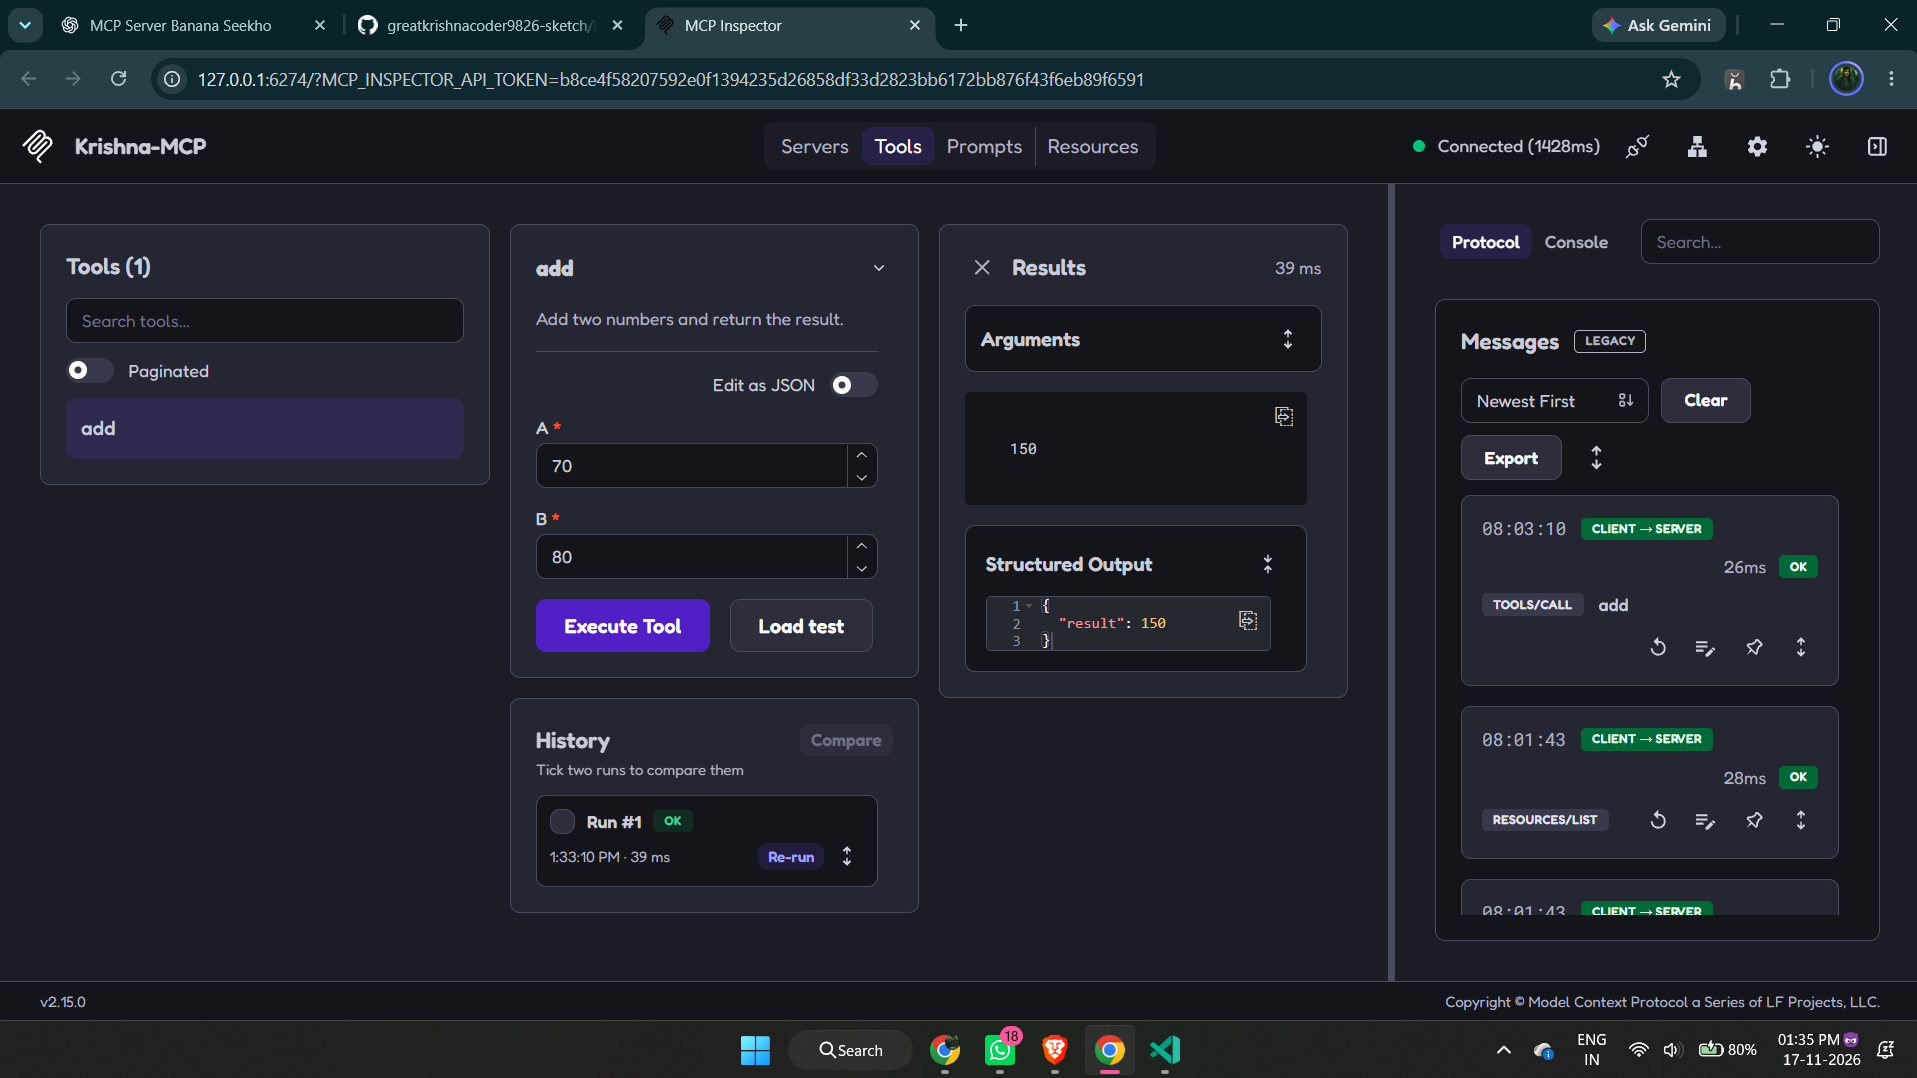 MCP Server Banana Seekho
greatkrishnacoder9826-sketch/
MCP Inspector
Ask Gemini
127.0.0.1:6274/?MCP_INSPECTOR_API_TOKEN=b8ce4f58207592e0f1394235d26858df33d2823bb6172bb876f43f6eb89f6591
Krishna-MCP
Servers
Tools
Prompts
Resources
Connected (1428ms)
Tools (1)
Search tools...
Paginated
add
add
Add two numbers and return the result.
Edit as JSON
A *
70
B *
80
Execute Tool
Load test
History
Compare
Tick two runs to compare them
Run #1
OK
1:33:10 PM · 39 ms
Re-run
Results
39 ms
Arguments
150
Structured Output
1 {
2 "result": 150
3 }
Protocol
Console
Search...
Messages
LEGACY
Newest First
Clear
Export
08:03:10
CLIENT → SERVER
26ms
OK
TOOLS/CALL
add
08:01:43
CLIENT → SERVER
28ms
OK
RESOURCES/LIST
08:01:43
CLIENT → SERVER
v2.15.0
Copyright © Model Context Protocol a Series of LF Projects, LLC.
Search
18
ENG
IN
80%
01:35 PM
17-11-2026